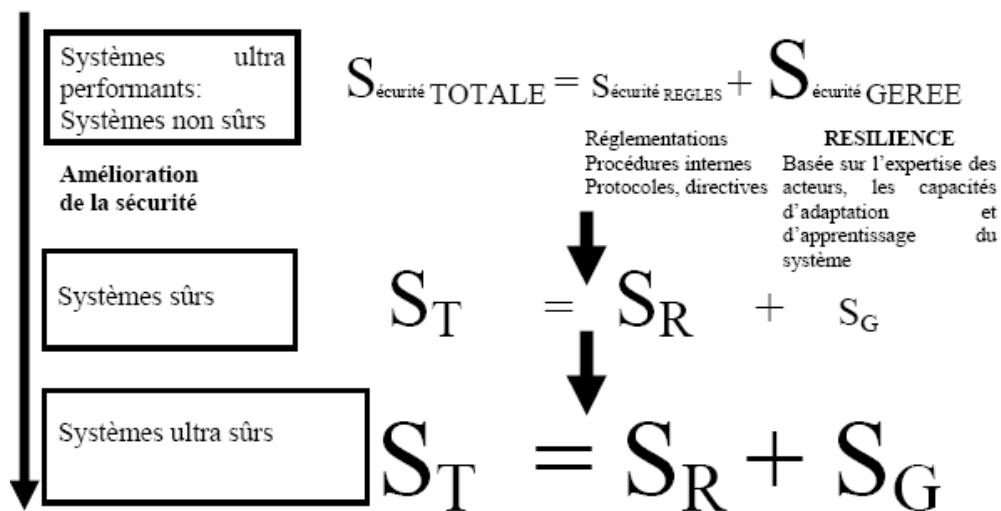 Systèmes ultra
performants:
Systèmes non sûrs
Sécurité TOTALE = Sécurité REGLES + Sécurité GEREE
Réglementations
Procédures internes
Protocoles, directives
RESILIENCE
Basée sur l’expertise des
acteurs, les capacités
d’adaptation et
d’apprentissage du
système
Amélioration
de la sécurité
Systèmes sûrs
ST = SR + SG
Systèmes ultra sûrs
ST = SR + SG